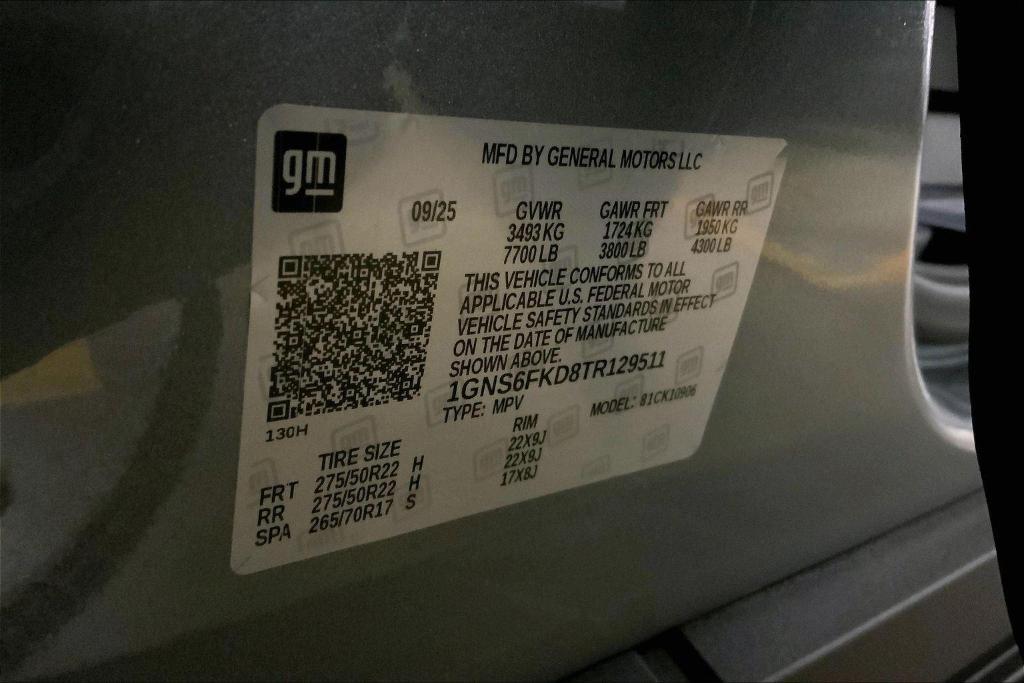 gm
MFD BY GENERAL MOTORS LLC
09/25 GVWR GAWR FRT GAWR RR
3493 KG 1724 KG 1950 KG
7700 LB 3800 LB 4300 LB
THIS VEHICLE CONFORMS TO ALL
APPLICABLE U.S. FEDERAL MOTOR
VEHICLE SAFETY STANDARDS IN EFFECT
ON THE DATE OF MANUFACTURE
SHOWN ABOVE.
1GNS6FKD8TR129511
TYPE: MPV MODEL: 81CK10906
130H
TIRE SIZE RIM
FRT 275/50R22 H 22X9J
RR 275/50R22 H 22X9J
SPA 265/70R17 S 17X8J